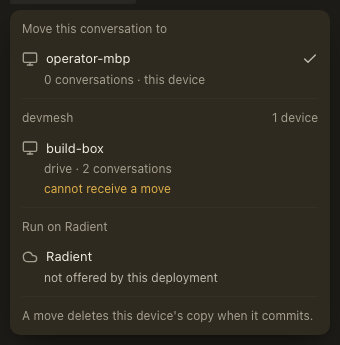 Move this conversation to
operator-mbp
0 conversations · this device
devmesh 1 device
build-box
drive · 2 conversations
cannot receive a move
Run on Radient
Radient
not offered by this deployment
A move deletes this device's copy when it commits.